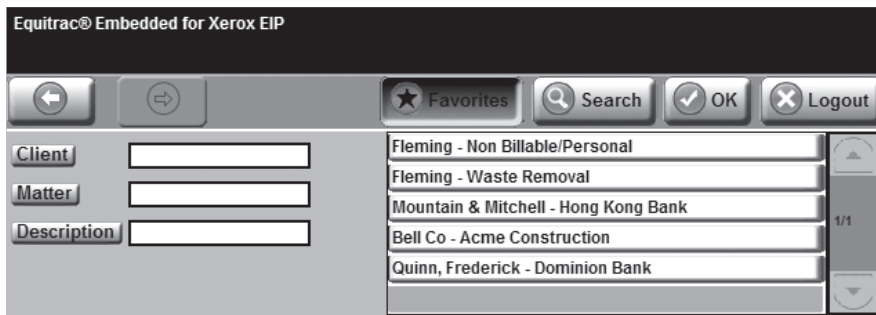 Equitrac® Embedded for Xerox EIP
Favorites Search OK Logout
Client
Matter
Description
Fleming - Non Billable/Personal
Fleming - Waste Removal
Mountain & Mitchell - Hong Kong Bank
Bell Co - Acme Construction
Quinn, Frederick - Dominion Bank
1/1